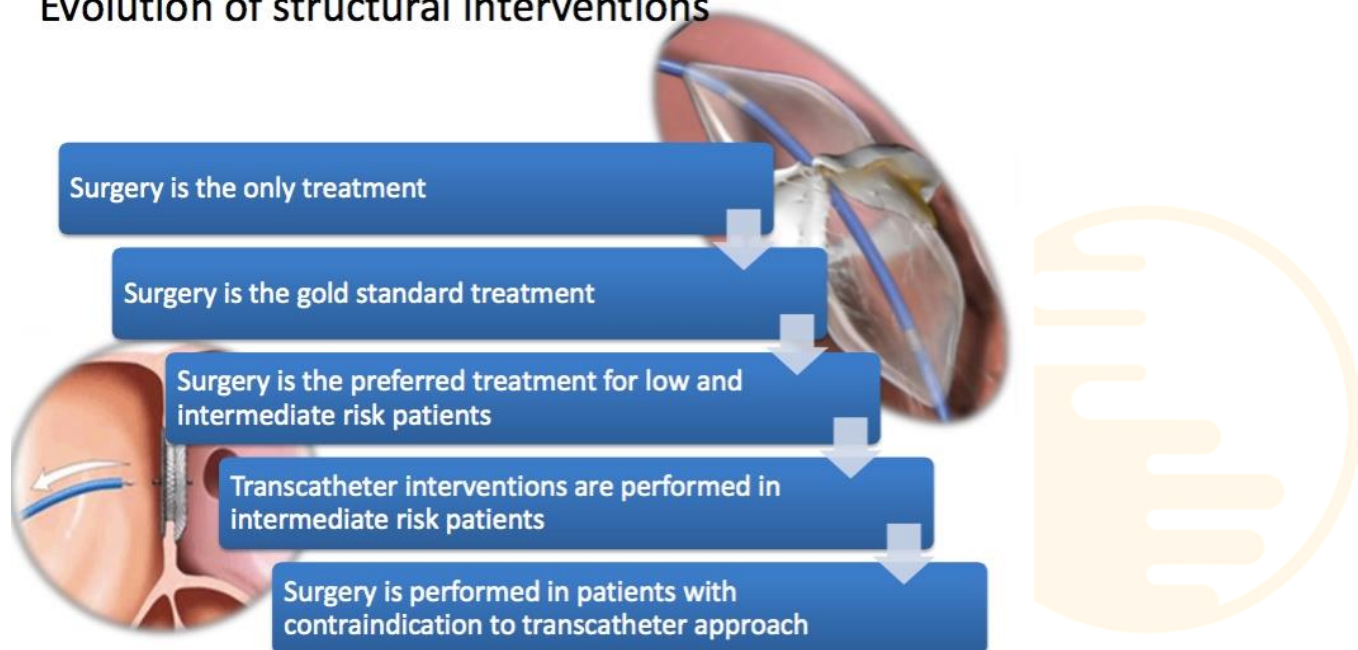 Evolution of structural interventions
Surgery is the only treatment
Surgery is the gold standard treatment
Surgery is the preferred treatment for low and
intermediate risk patients
Transcatheter interventions are performed in
intermediate risk patients
Surgery is performed in patients with
contraindication to transcatheter approach